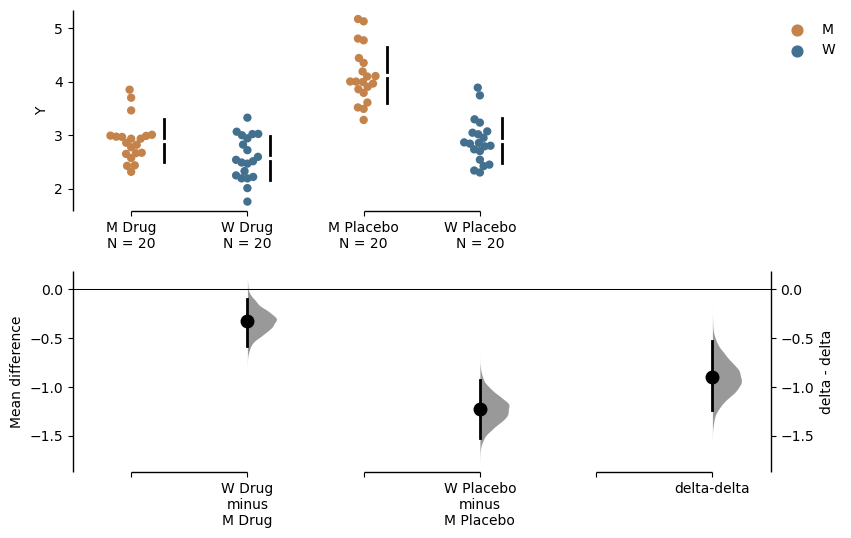 M
W
5
4
3
2
Y
M Drug
N = 20
W Drug
N = 20
M Placebo
N = 20
W Placebo
N = 20
0.0
−0.5
−1.0
−1.5
Mean difference
0.0
−0.5
−1.0
−1.5
delta - delta
W Drug
minus
M Drug
W Placebo
minus
M Placebo
delta-delta